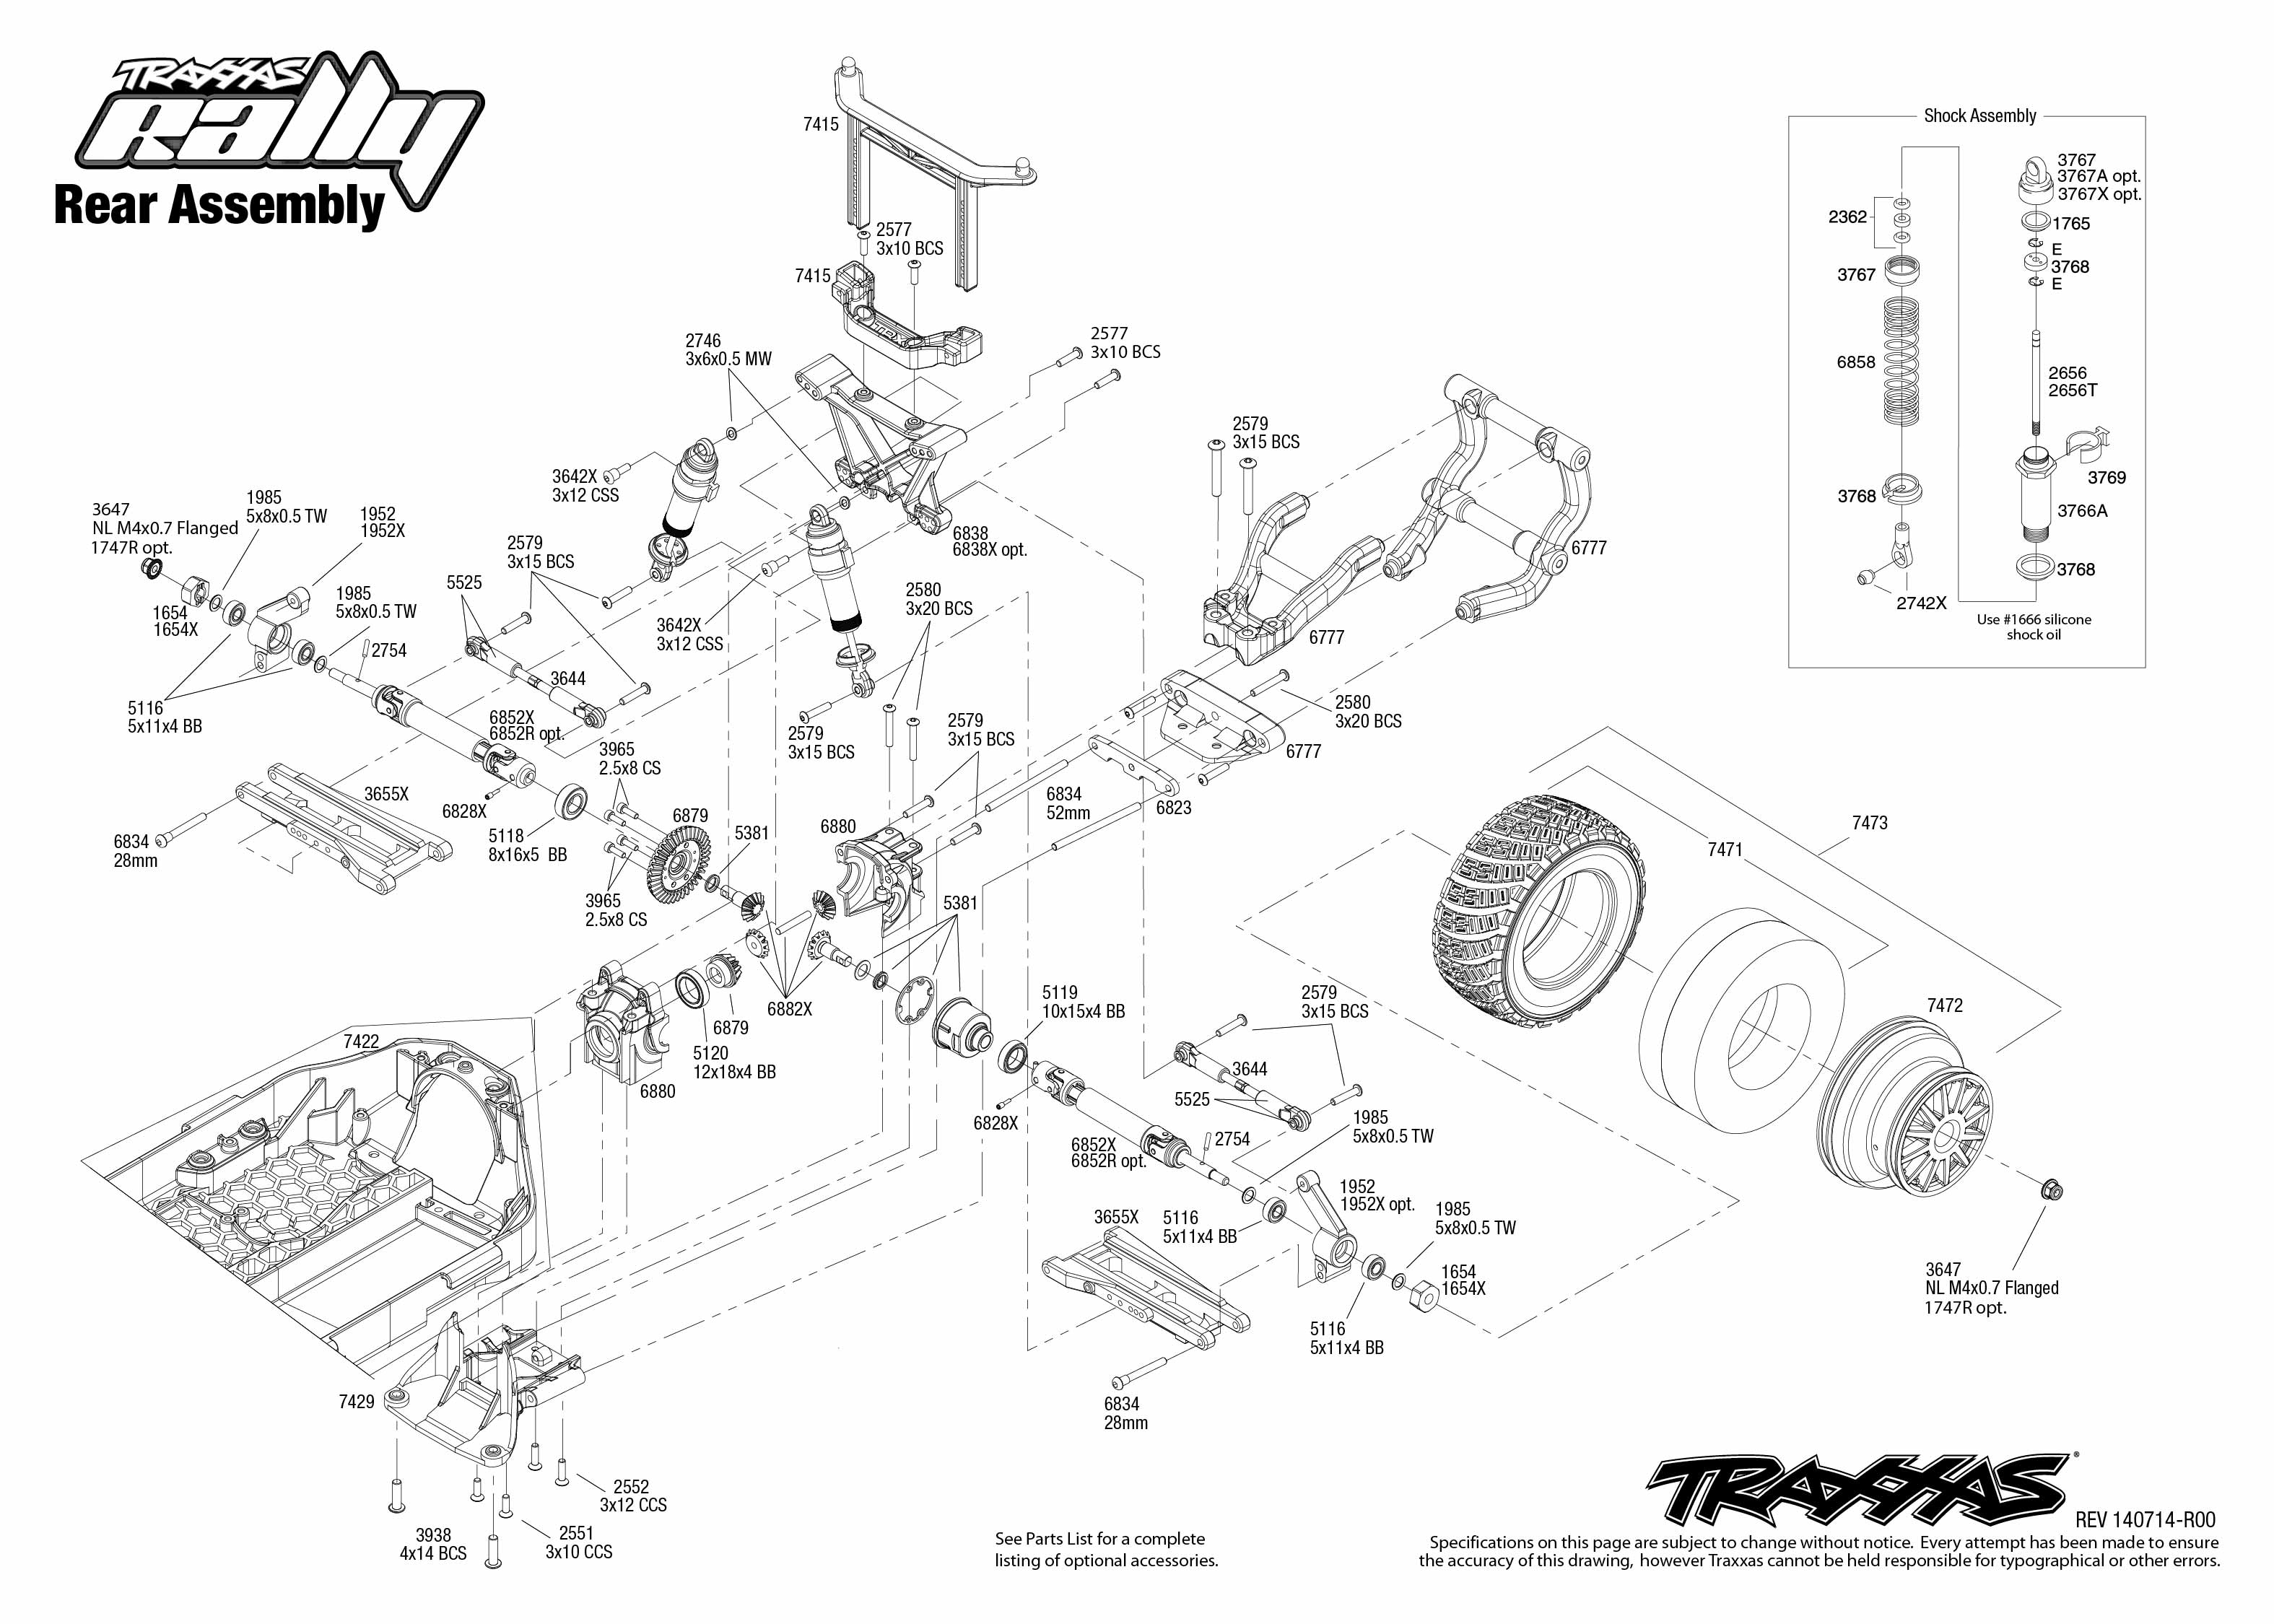 TRAXXAS
Rally
Rear Assembly
7415
2577
3x10 BCS
7415
2746
3x6x0.5 MW
2577
3x10 BCS
3642X
3x12 CSS
3647
NL M4x0.7 Flanged
1747R opt.
1985
5x8x0.5 TW
1952
1952X
1654
1654X
1985
5x8x0.5 TW
5116
5x11x4 BB
2754
5525
2579
3x15 BCS
3644
3642X
3x12 CSS
6838
6838X opt.
2580
3x20 BCS
2579
3x15 BCS
2579
3x15 BCS
6777
6777
2579
3x15 BCS
2580
3x20 BCS
6777
6823
6834
52mm
6852X
6852R opt.
3965
2.5x8 CS
3655X
6834
28mm
6828X
5118
8x16x5 BB
6879
5381
6880
3965
2.5x8 CS
5381
6882X
6879
5120
12x18x4 BB
6880
5119
10x15x4 BB
6828X
7422
7429
2552
3x12 CCS
2551
3x10 CCS
3938
4x14 BCS
2579
3x15 BCS
3644
5525
1985
5x8x0.5 TW
6852X
6852R opt.
2754
1952
1952X opt.
3655X
5116
5x11x4 BB
1985
5x8x0.5 TW
1654
1654X
5116
5x11x4 BB
6834
28mm
7473
7471
7472
3647
NL M4x0.7 Flanged
1747R opt.
Shock Assembly
2362
3767
6858
3768
2742X
3767
3767A opt.
3767X opt.
1765
E
3768
E
2656
2656T
3769
3766A
3768
Use #1666 silicone
shock oil
See Parts List for a complete
listing of optional accessories.
TRAXXAS®
REV 140714-R00
Specifications on this page are subject to change without notice. Every attempt has been made to ensure
the accuracy of this drawing, however Traxxas cannot be held responsible for typographical or other errors.